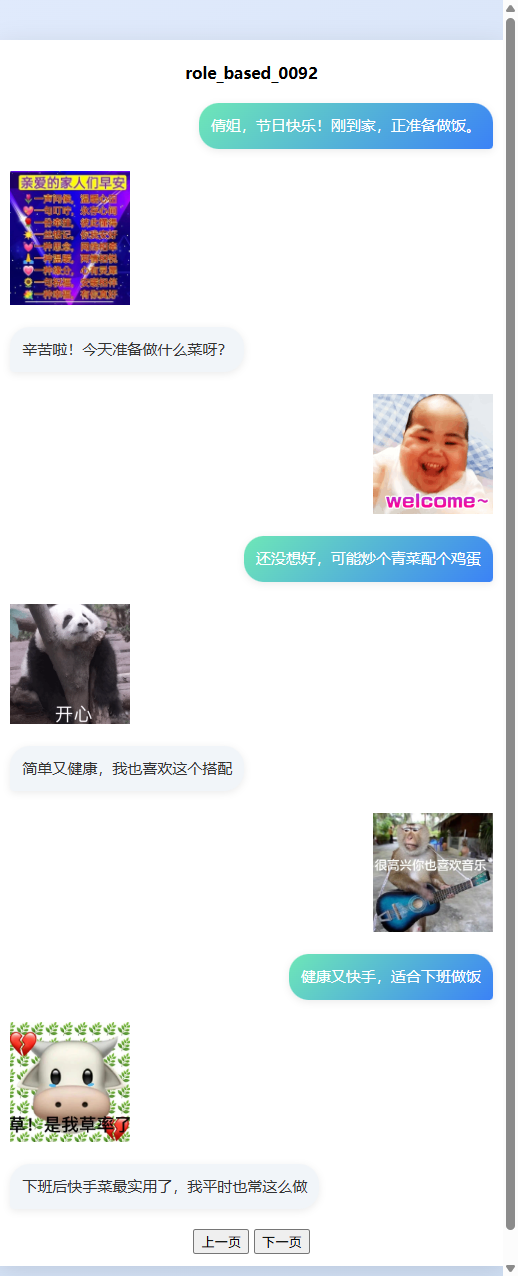 role_based_0092
倩姐，节日快乐！刚到家，正准备做饭。
亲爱的家人们早安
辛苦啦！今天准备做什么菜呀？
welcome~
还没想好，可能炒个青菜配个鸡蛋
开心
简单又健康，我也喜欢这个搭配
很高兴你也喜欢音乐
健康又快手，适合下班做饭
草！是我草率了
下班后快手菜最实用了，我平时也常这么做
上一页 下一页